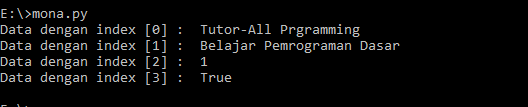 E:\>mona.py
Data dengan index [0] :  Tutor-All Prgramming
Data dengan index [1] :  Belajar Pemrograman Dasar
Data dengan index [2] :  1
Data dengan index [3] :  True